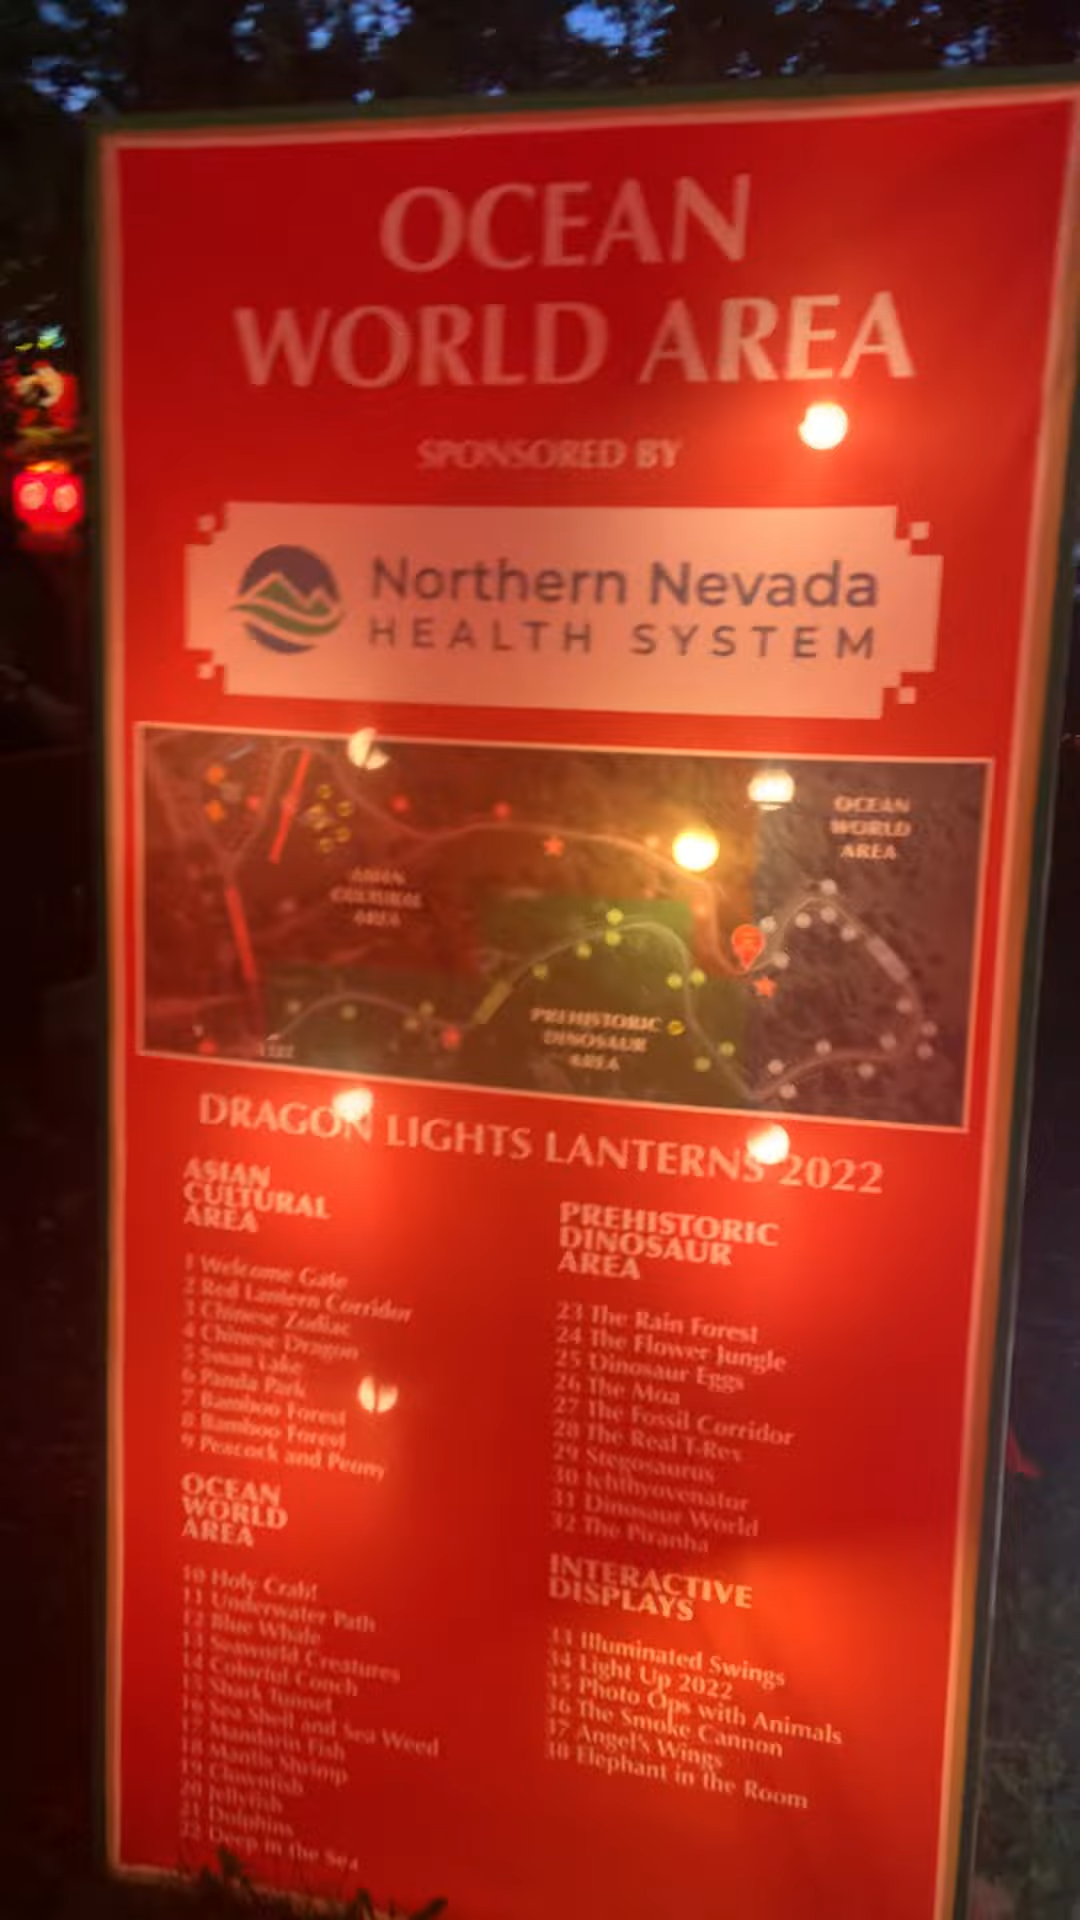 OCEAN
WORLD AREA
SPONSORED BY
Northern Nevada
HEALTH SYSTEM
OCEAN
WORLD
AREA
ASIAN
CULTURAL
AREA
PREHISTORIC
DINOSAUR
AREA
DRAGON LIGHTS LANTERNS 2022
ASIAN
CULTURAL
AREA
1 Welcome Gate
2 Red Lantern Corridor
3 Chinese Zodiac
4 Chinese Dragon
5 Swan Lake
6 Panda Park
7 Bamboo Forest
8 Bamboo Forest
9 Peacock and Peony
OCEAN
WORLD
AREA
10 Holy Crab!
11 Underwater Path
12 Blue Whale
13 Seaworld Creatures
14 Colorful Conch
15 Shark Tunnel
16 Sea Shell and Sea Weed
17 Mandarin Fish
18 Mantis Shrimp
19 Clownfish
20 Jellyfish
21 Dolphins
22 Deep in the Sea
PREHISTORIC
DINOSAUR
AREA
23 The Rain Forest
24 The Flower Jungle
25 Dinosaur Eggs
26 The Moa
27 The Fossil Corridor
28 The Real T-Rex
29 Stegosaurus
30 Ichthyovenator
31 Dinosaur World
32 The Piranha
INTERACTIVE
DISPLAYS
33 Illuminated Swings
34 Light Up 2022
35 Photo Ops with Animals
36 The Smoke Cannon
37 Angel's Wings
38 Elephant in the Room